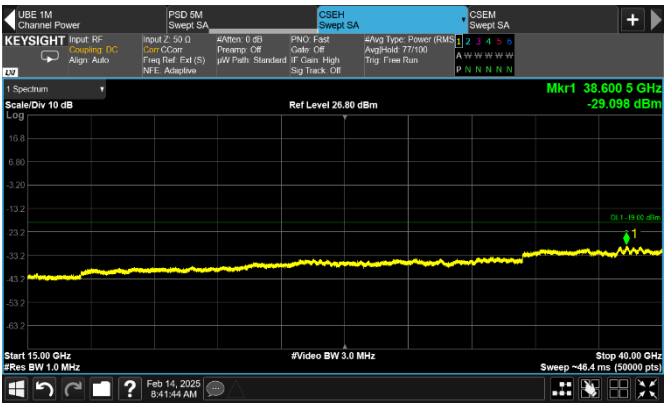 UBE 1M
Channel Power
PSD 5M
Swept SA
CSEH
Swept SA
CSEM
Swept SA
KEYSIGHT
Input: RF
Coupling: DC
Align: Auto
Input Z: 50 Ω
Corr CCorr
Freq Ref: Ext (S)
NFE: Adaptive
#Atten: 0 dB
Preamp: Off
µW Path: Standard
PNO: Fast
Gate: Off
IF Gain: High
Sig Track: Off
#Avg Type: Power (RMS)
Avg|Hold: 77/100
Trig: Free Run
1 2 3 4 5 6
A W W W W W
P N N N N N
LXI
1 Spectrum
Scale/Div 10 dB
Log
Ref Level 26.80 dBm
Mkr1 38.600 5 GHz
-29.098 dBm
16.8
6.80
-3.20
-13.2
-23.2
-33.2
-43.2
-53.2
-63.2
DL1 -19.00 dBm
1
Start 15.00 GHz
#Res BW 1.0 MHz
#Video BW 3.0 MHz
Stop 40.00 GHz
Sweep ~46.4 ms (50000 pts)
?
Feb 14, 2025
8:41:44 AM